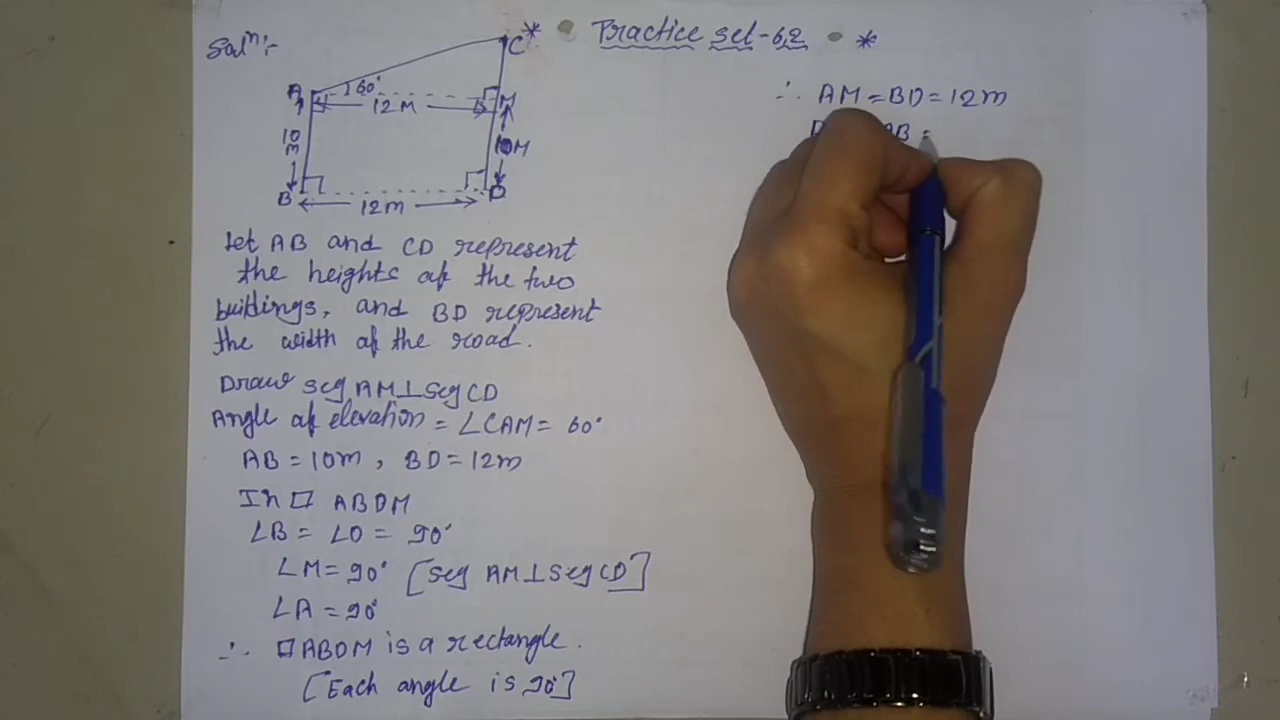 * Practice set-6.2 *
Solⁿ:-
C
A 60°
12 M M
10 m
10 M
B D
12m
Let AB and CD represent
the heights of the two
buildings, and BD represent
the width of the road.
Draw seg AM⊥seg CD
Angle of elevation = ∠CAM = 60°
AB = 10m, BD = 12m
In □ ABDM
∠B = ∠D = 90°
∠M = 90° [seg AM⊥seg CD]
∠A = 90°
∴ □ABDM is a rectangle.
[Each angle is 90°]
∴ AM = BD = 12m
AB =